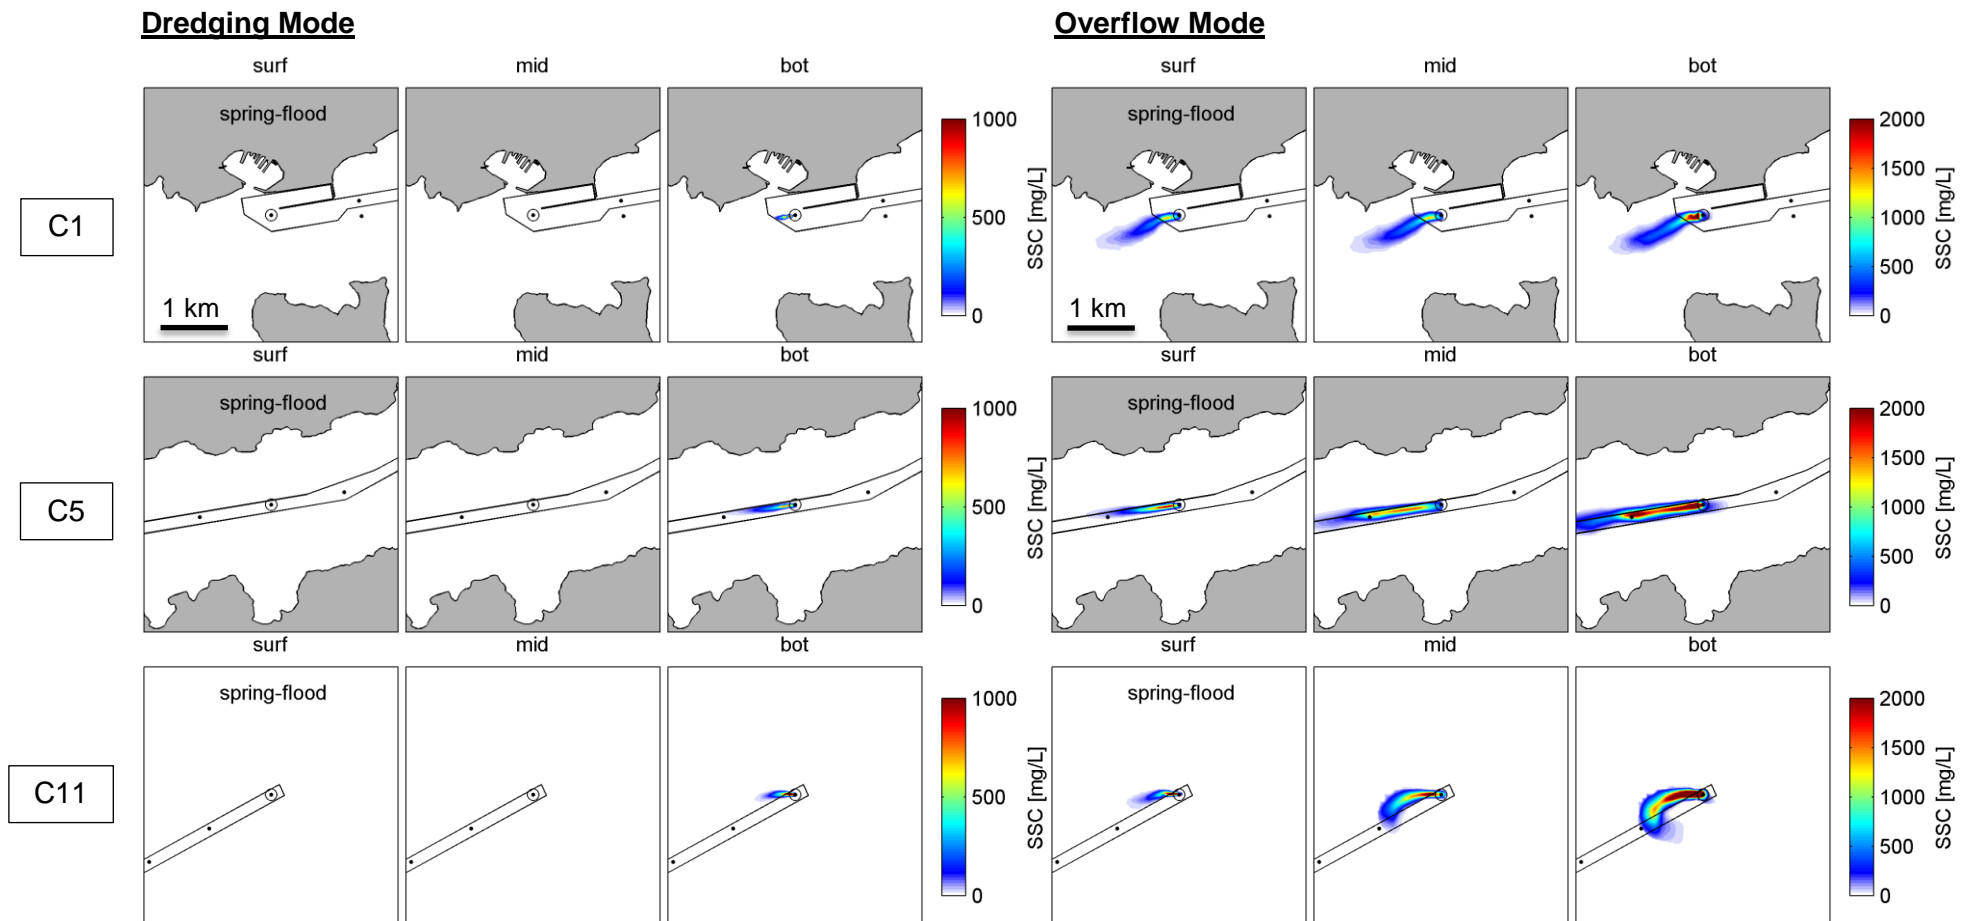 Dredging Mode Overflow Mode
surf mid bot surf mid bot
C1
spring-flood
1 km
1000
500
0
SSC [mg/L]
spring-flood
1 km
2000
1500
1000
500
0
SSC [mg/L]
surf mid bot surf mid bot
C5
spring-flood
1000
500
0
SSC [mg/L]
spring-flood
2000
1500
1000
500
0
SSC [mg/L]
surf mid bot surf mid bot
C11
spring-flood
1000
500
0
SSC [mg/L]
spring-flood
2000
1500
1000
500
0
SSC [mg/L]